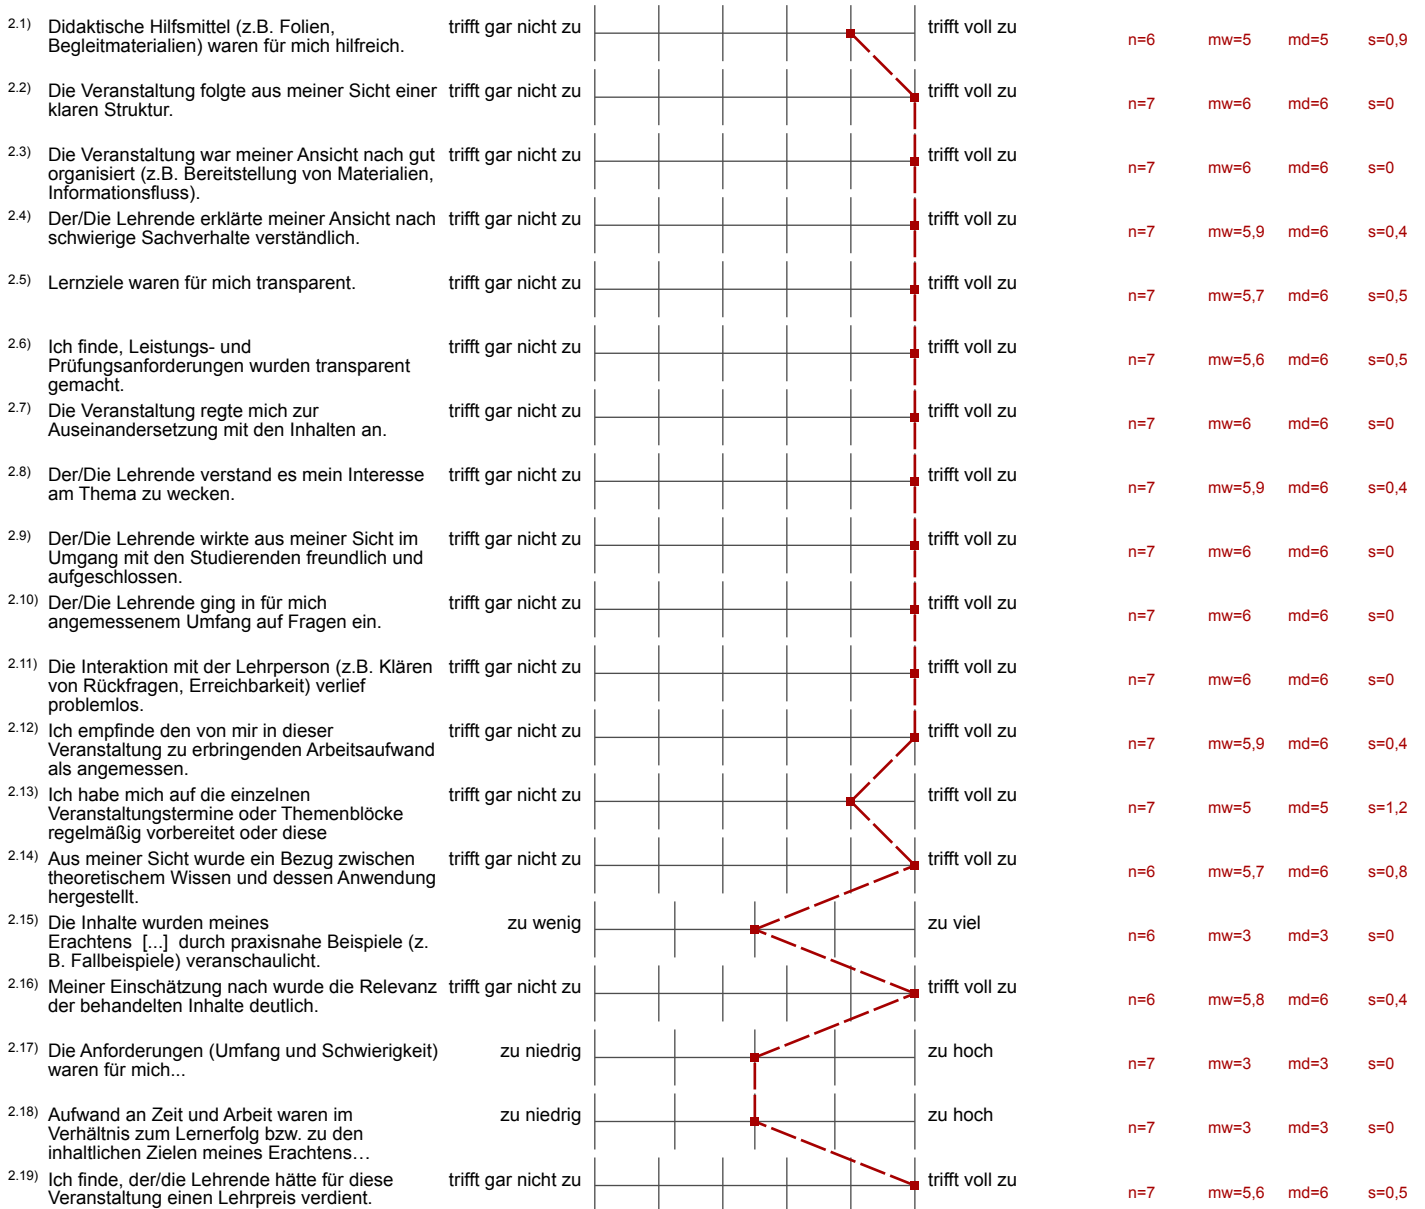 2.1) Didaktische Hilfsmittel (z.B. Folien, trifft gar nicht zu trifft voll zu n=6 mw=5 md=5 s=0,9
Begleitmaterialien) waren für mich hilfreich.
2.2) Die Veranstaltung folgte aus meiner Sicht einer trifft gar nicht zu trifft voll zu n=7 mw=6 md=6 s=0
klaren Struktur.
2.3) Die Veranstaltung war meiner Ansicht nach gut trifft gar nicht zu trifft voll zu n=7 mw=6 md=6 s=0
organisiert (z.B. Bereitstellung von Materialien,
Informationsfluss).
2.4) Der/Die Lehrende erklärte meiner Ansicht nach trifft gar nicht zu trifft voll zu n=7 mw=5,9 md=6 s=0,4
schwierige Sachverhalte verständlich.
2.5) Lernziele waren für mich transparent. trifft gar nicht zu trifft voll zu n=7 mw=5,7 md=6 s=0,5
2.6) Ich finde, Leistungs- und trifft gar nicht zu trifft voll zu n=7 mw=5,6 md=6 s=0,5
Prüfungsanforderungen wurden transparent
gemacht.
2.7) Die Veranstaltung regte mich zur trifft gar nicht zu trifft voll zu n=7 mw=6 md=6 s=0
Auseinandersetzung mit den Inhalten an.
2.8) Der/Die Lehrende verstand es mein Interesse trifft gar nicht zu trifft voll zu n=7 mw=5,9 md=6 s=0,4
am Thema zu wecken.
2.9) Der/Die Lehrende wirkte aus meiner Sicht im trifft gar nicht zu trifft voll zu n=7 mw=6 md=6 s=0
Umgang mit den Studierenden freundlich und
aufgeschlossen.
2.10) Der/Die Lehrende ging in für mich trifft gar nicht zu trifft voll zu n=7 mw=6 md=6 s=0
angemessenem Umfang auf Fragen ein.
2.11) Die Interaktion mit der Lehrperson (z.B. Klären trifft gar nicht zu trifft voll zu n=7 mw=6 md=6 s=0
von Rückfragen, Erreichbarkeit) verlief
problemlos.
2.12) Ich empfinde den von mir in dieser trifft gar nicht zu trifft voll zu n=7 mw=5,9 md=6 s=0,4
Veranstaltung zu erbringenden Arbeitsaufwand
als angemessen.
2.13) Ich habe mich auf die einzelnen trifft gar nicht zu trifft voll zu n=7 mw=5 md=5 s=1,2
Veranstaltungstermine oder Themenblöcke
regelmäßig vorbereitet oder diese
2.14) Aus meiner Sicht wurde ein Bezug zwischen trifft gar nicht zu trifft voll zu n=6 mw=5,7 md=6 s=0,8
theoretischem Wissen und dessen Anwendung
hergestellt.
2.15) Die Inhalte wurden meines zu wenig zu viel n=6 mw=3 md=3 s=0
Erachtens [...] durch praxisnahe Beispiele (z.
B. Fallbeispiele) veranschaulicht.
2.16) Meiner Einschätzung nach wurde die Relevanz trifft gar nicht zu trifft voll zu n=6 mw=5,8 md=6 s=0,4
der behandelten Inhalte deutlich.
2.17) Die Anforderungen (Umfang und Schwierigkeit) zu niedrig zu hoch n=7 mw=3 md=3 s=0
waren für mich...
2.18) Aufwand an Zeit und Arbeit waren im zu niedrig zu hoch n=7 mw=3 md=3 s=0
Verhältnis zum Lernerfolg bzw. zu den
inhaltlichen Zielen meines Erachtens…
2.19) Ich finde, der/die Lehrende hätte für diese trifft gar nicht zu trifft voll zu n=7 mw=5,6 md=6 s=0,5
Veranstaltung einen Lehrpreis verdient.